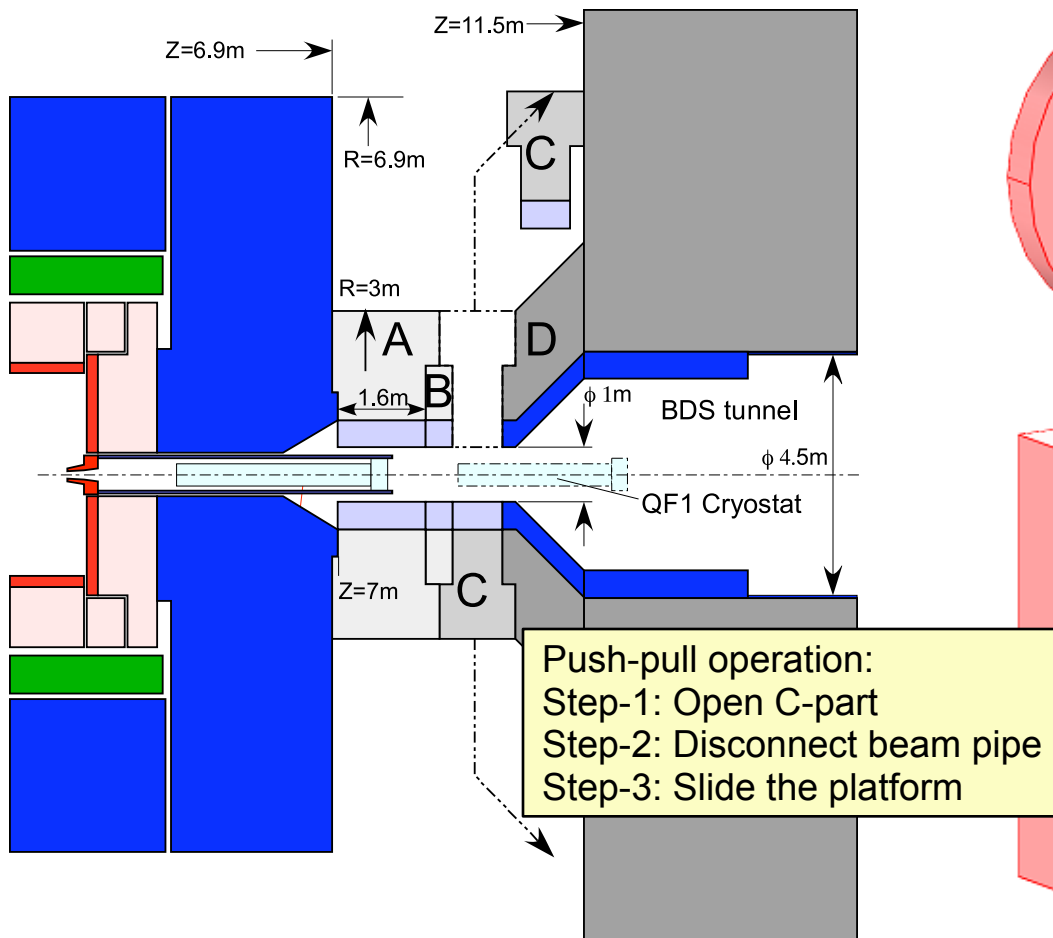 Z=11.5m
Z=6.9m
R=6.9m
C
R=3m
A
D
B
1.6m
ϕ 1m
BDS tunnel
ϕ 4.5m
QF1 Cryostat
Z=7m
C
Push-pull operation:
Step-1: Open C-part
Step-2: Disconnect beam pipe
Step-3: Slide the platform